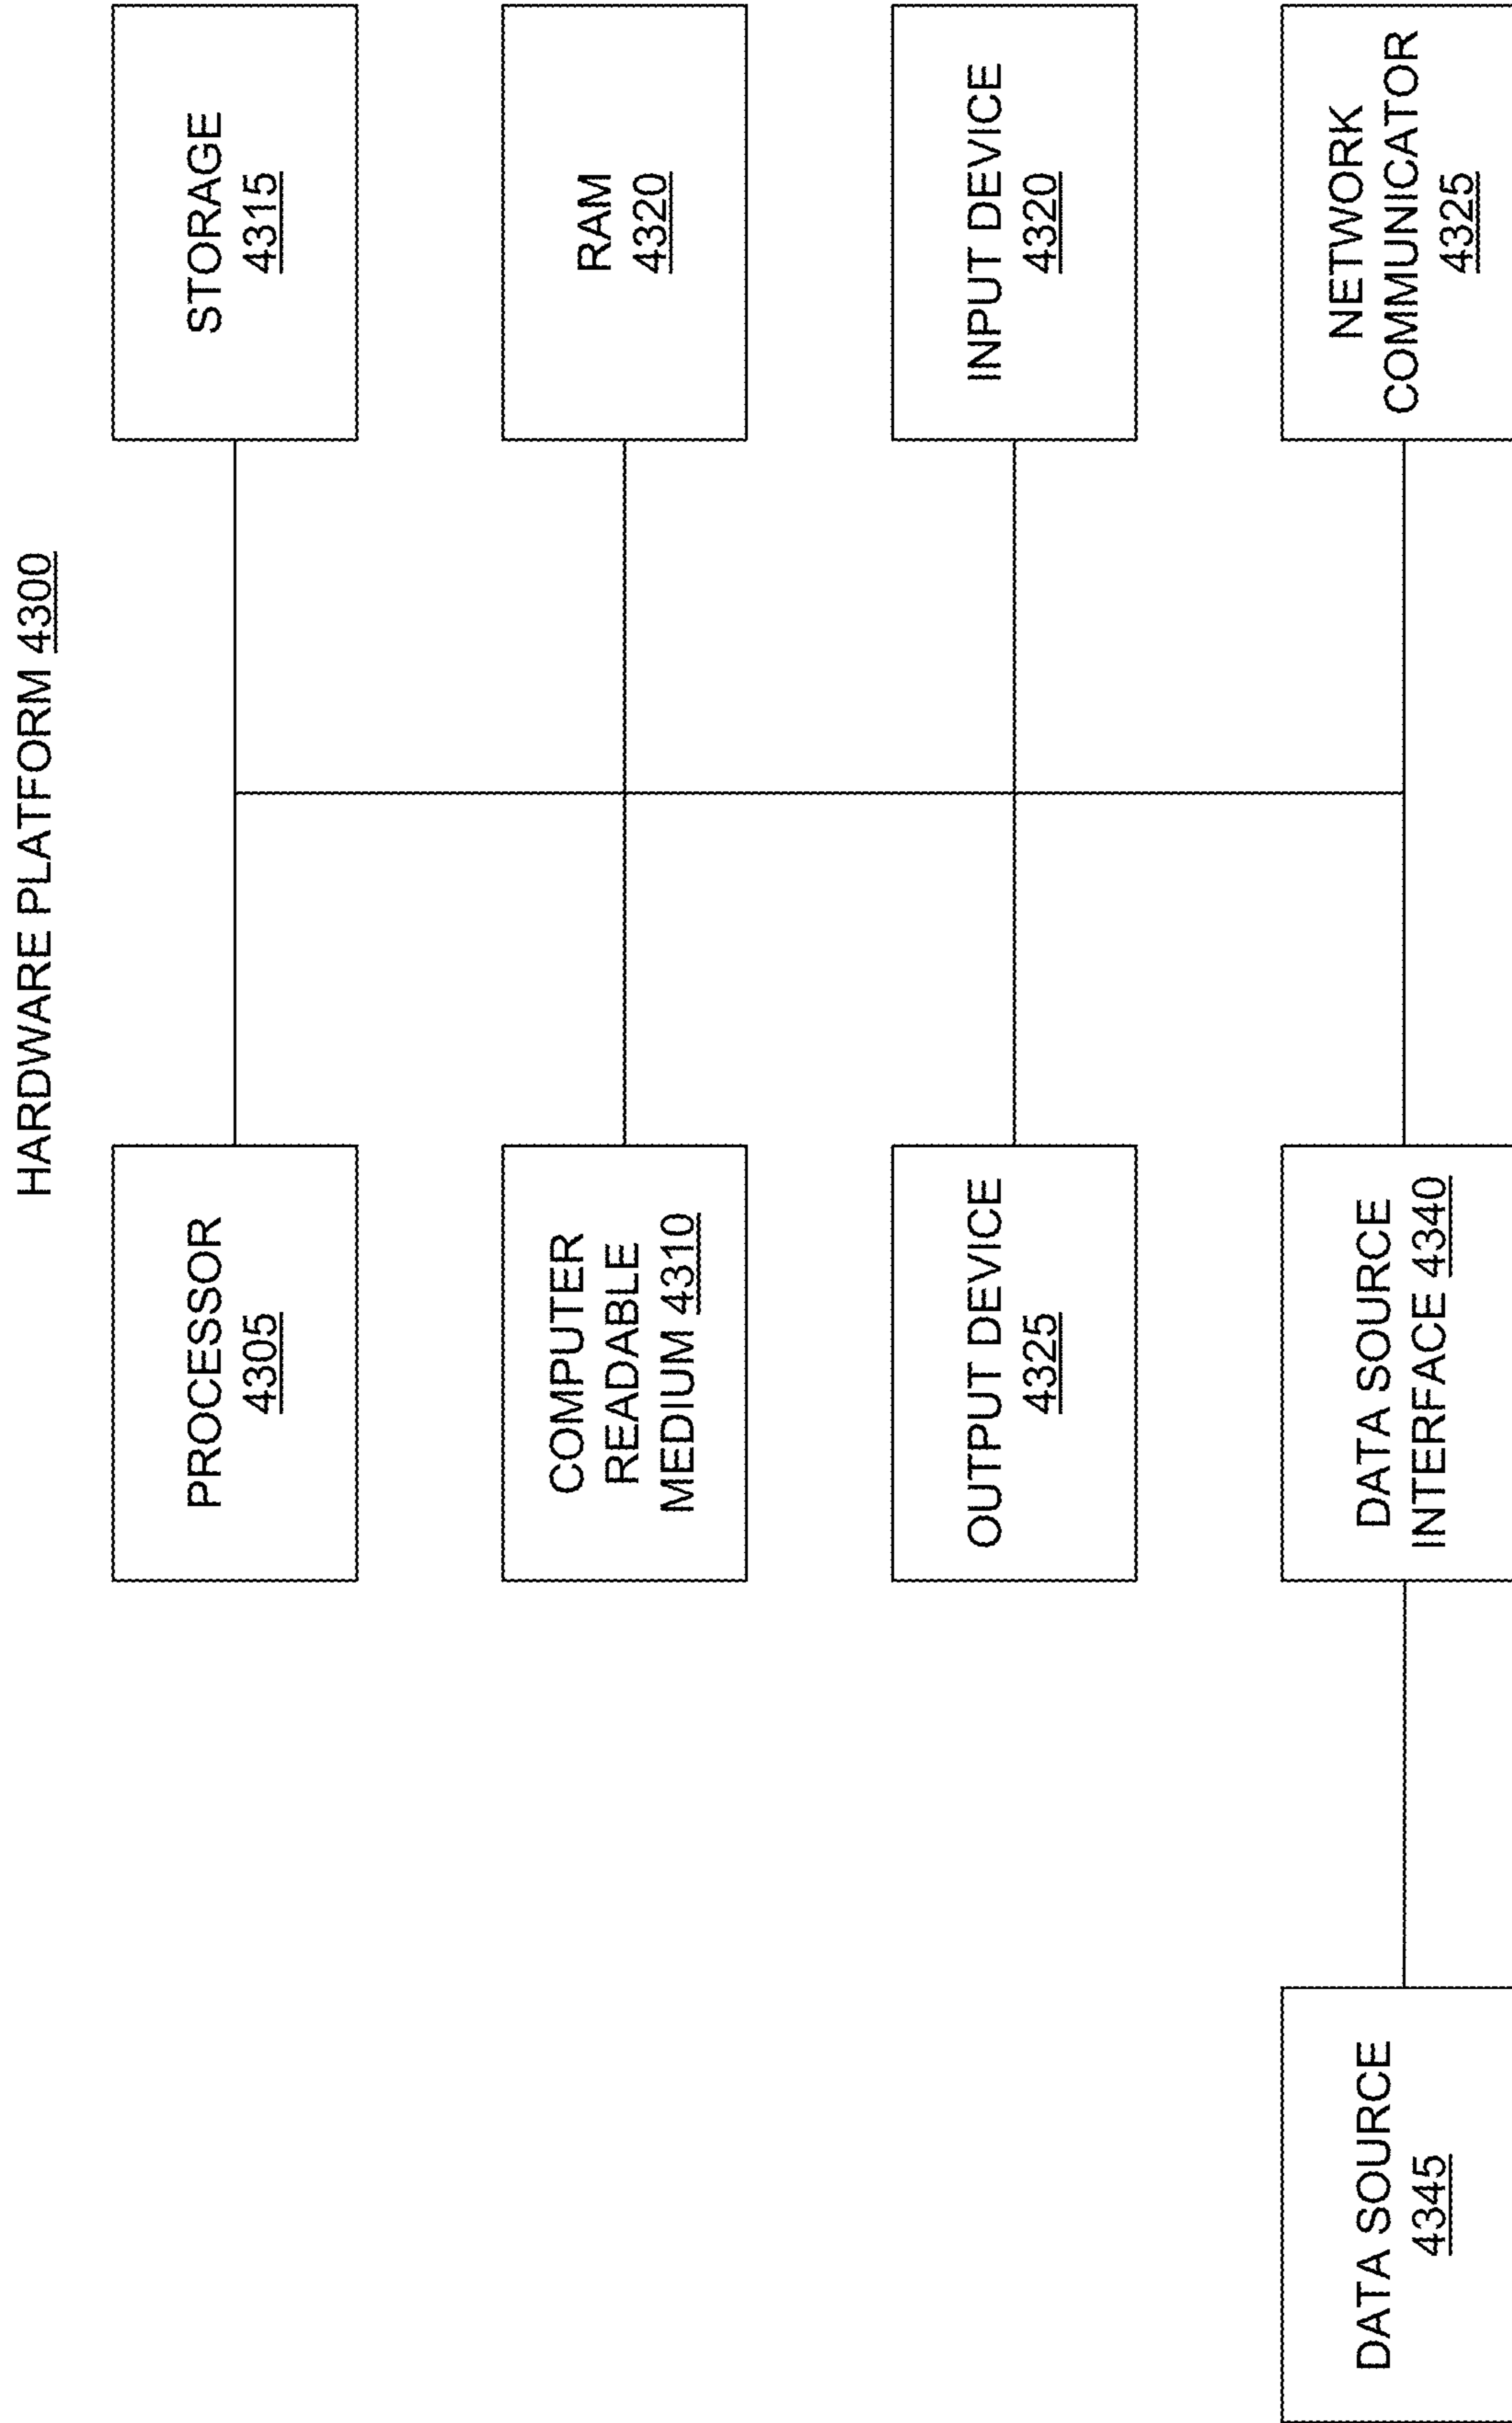 HARDWARE PLATFORM 4300
PROCESSOR
4305
STORAGE
4315
COMPUTER
READABLE
MEDIUM 4310
RAM
4320
OUTPUT DEVICE
4325
INPUT DEVICE
4320
DATA SOURCE
4345
DATA SOURCE
INTERFACE 4340
NETWORK
COMMUNICATOR
4325